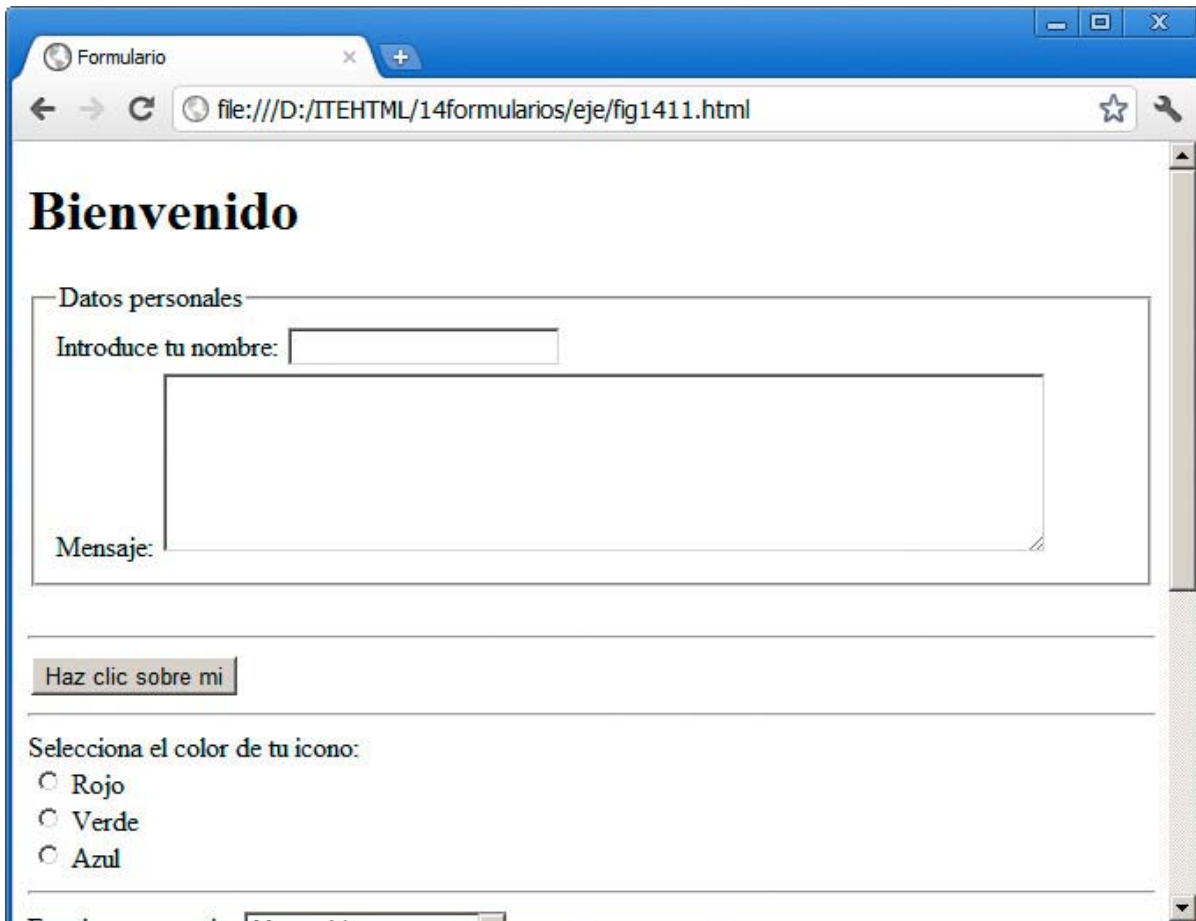 Formulario
file:///D:/ITEHTML/14formularios/eje/fig1411.html
Bienvenido
Datos personales
Introduce tu nombre:
Mensaje:
Haz clic sobre mi
Selecciona el color de tu icono:
Rojo
Verde
Azul